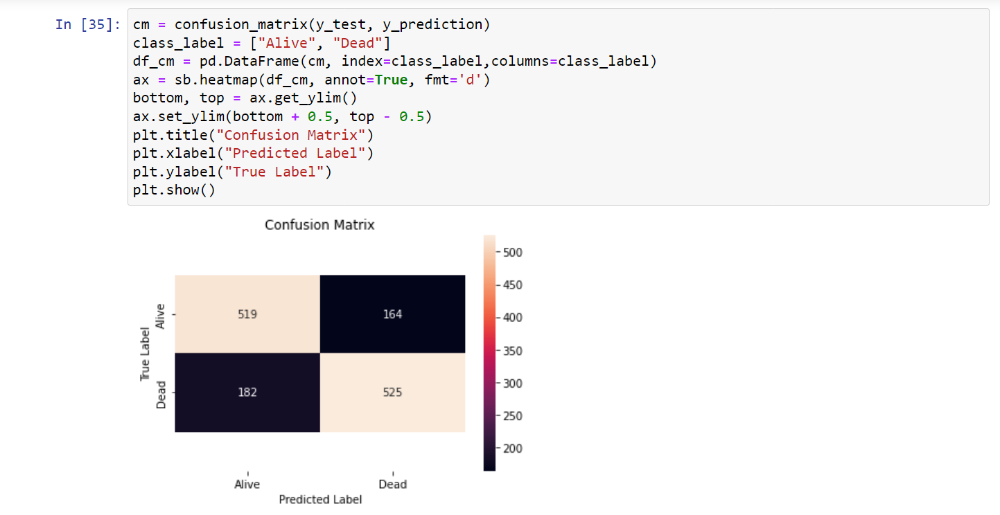 In [35]:
cm = confusion_matrix(y_test, y_prediction)
class_label = ["Alive", "Dead"]
df_cm = pd.DataFrame(cm, index=class_label,columns=class_label)
ax = sb.heatmap(df_cm, annot=True, fmt='d')
bottom, top = ax.get_ylim()
ax.set_ylim(bottom + 0.5, top - 0.5)
plt.title("Confusion Matrix")
plt.xlabel("Predicted Label")
plt.ylabel("True Label")
plt.show()
Confusion Matrix
True Label
Alive
519
164
Dead
182
525
Alive
Dead
Predicted Label
500
450
400
350
300
250
200